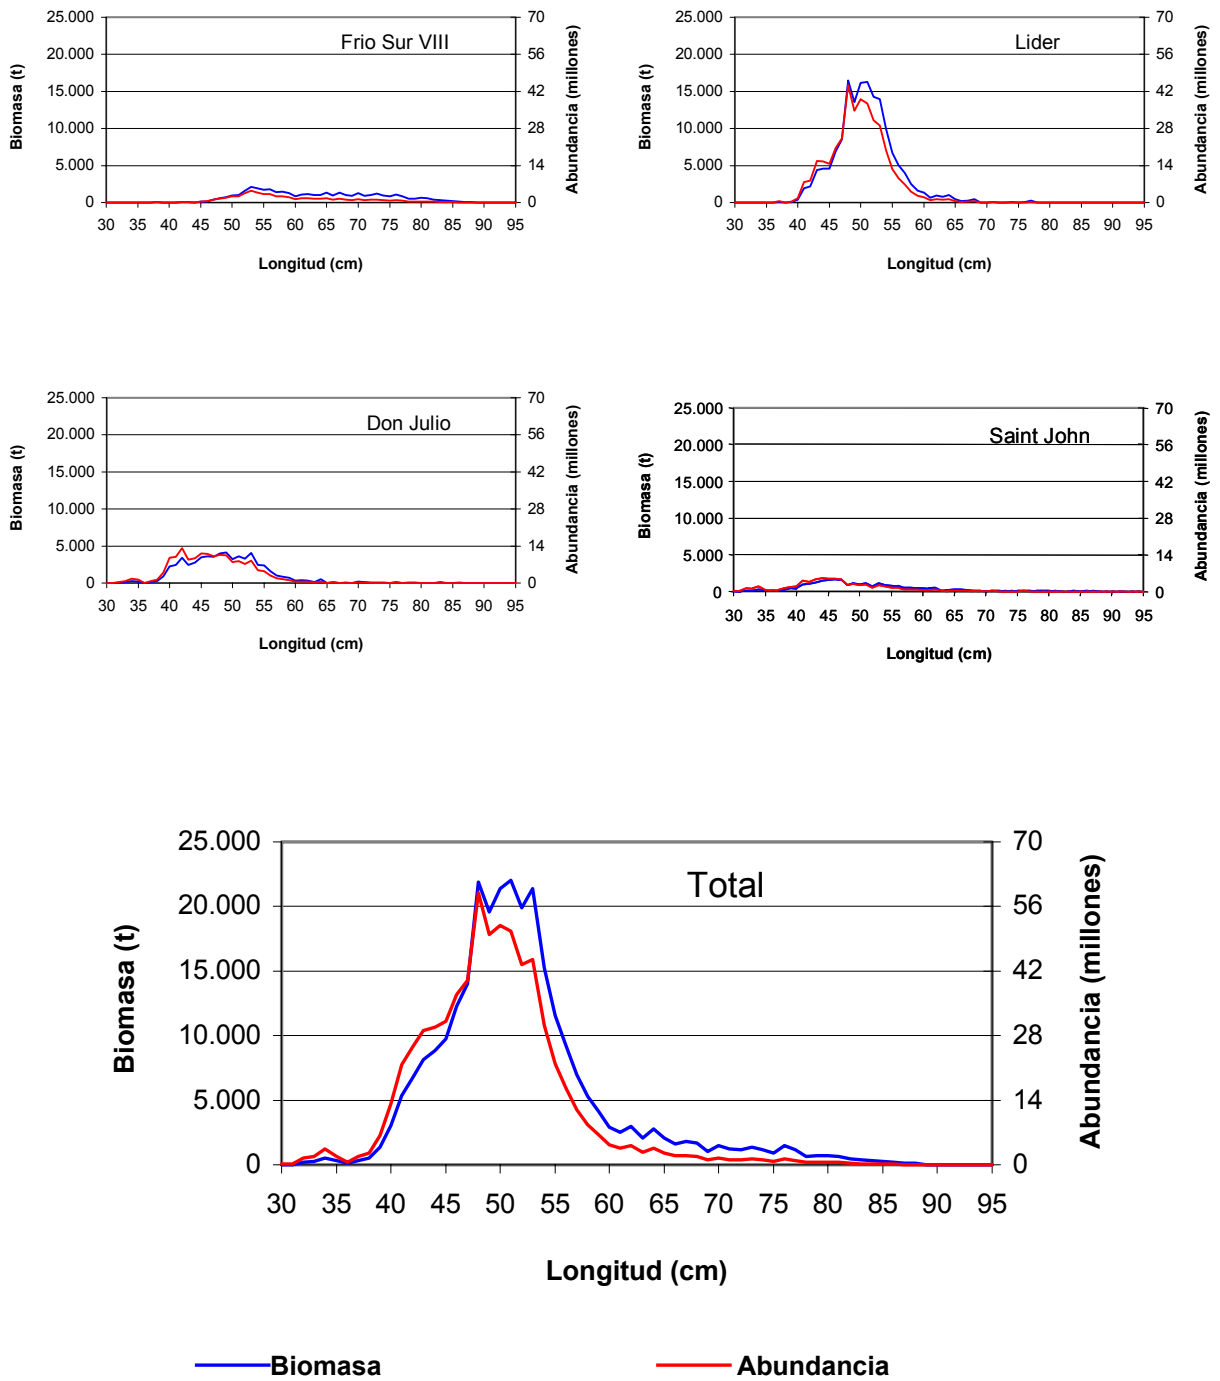 Frio Sur VIII
Biomasa (t)
25.000
20.000
15.000
10.000
5.000
0
70
56
42
28
14
0
Abundancia (millones)
30 35 40 45 50 55 60 65 70 75 80 85 90 95
Longitud (cm)
Lider
Biomasa (t)
25.000
20.000
15.000
10.000
5.000
0
70
56
42
28
14
0
Abundancia (millones)
30 35 40 45 50 55 60 65 70 75 80 85 90 95
Longitud (cm)
Don Julio
Biomasa (t)
25.000
20.000
15.000
10.000
5.000
0
70
56
42
28
14
0
Abundancia (millones)
30 35 40 45 50 55 60 65 70 75 80 85 90 95
Longitud (cm)
Saint John
Biomasa (t)
25.000
20.000
15.000
10.000
5.000
0
70
56
42
28
14
0
Abundancia (millones)
30 35 40 45 50 55 60 65 70 75 80 85 90 95
Longitud (cm)
Total
Biomasa (t)
25.000
20.000
15.000
10.000
5.000
0
70
56
42
28
14
0
Abundancia (millones)
30 35 40 45 50 55 60 65 70 75 80 85 90 95
Longitud (cm)
Biomasa
Abundancia